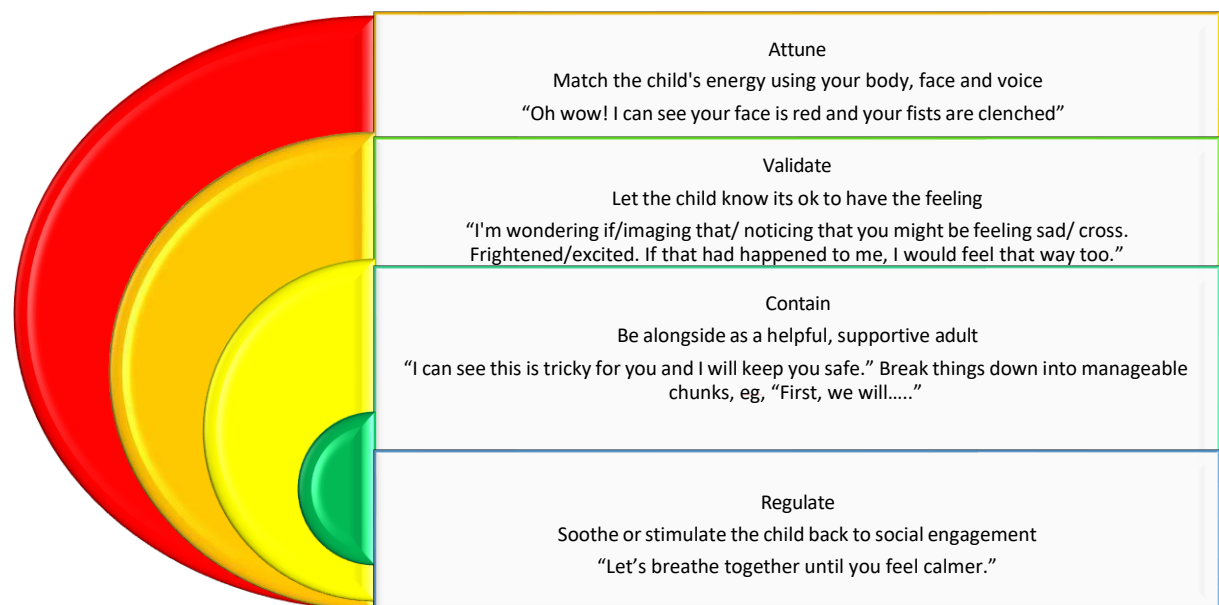 Attune
Match the child's energy using your body, face and voice
“Oh wow! I can see your face is red and your fists are clenched”
Validate
Let the child know its ok to have the feeling
“I'm wondering if/imaging that/ noticing that you might be feeling sad/ cross.
Frightened/excited. If that had happened to me, I would feel that way too.”
Contain
Be alongside as a helpful, supportive adult
“I can see this is tricky for you and I will keep you safe.” Break things down into manageable
chunks, eg, “First, we will…..”
Regulate
Soothe or stimulate the child back to social engagement
“Let’s breathe together until you feel calmer.”